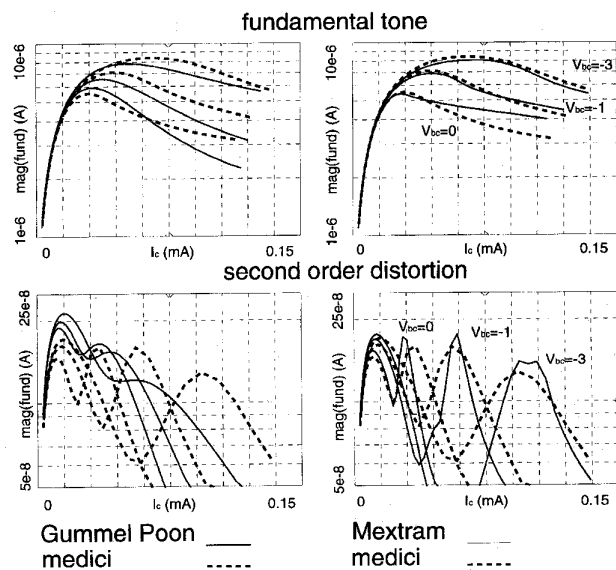 fundamental tone
10e-6
mag(fund) (A)
1e-6
0
Ic (mA)
0.15
10e-6
mag(fund) (A)
1e-6
Vbc=-3
Vbc=-1
Vbc=0
0
Ic (mA)
0.15
second order distortion
25e-8
mag(fund) (A)
5e-8
0
Ic (mA)
0.15
25e-8
mag(fund) (A)
5e-8
Vbc=0
Vbc=-1
Vbc=-3
0
Ic (mA)
0.15
Gummel Poon
medici
Mextram
medici